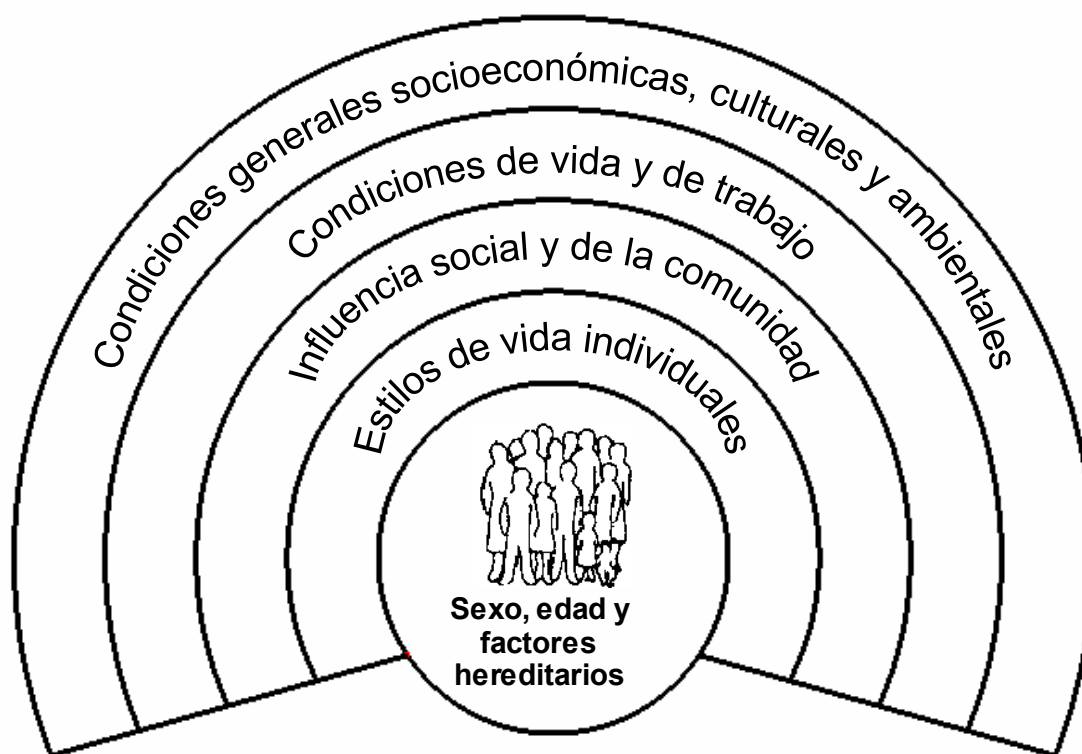 Condiciones generales socioeconómicas, culturales y ambientales
Condiciones de vida y de trabajo
Influencia social y de la comunidad
Estilos de vida individuales
Sexo, edad y
factores
hereditarios